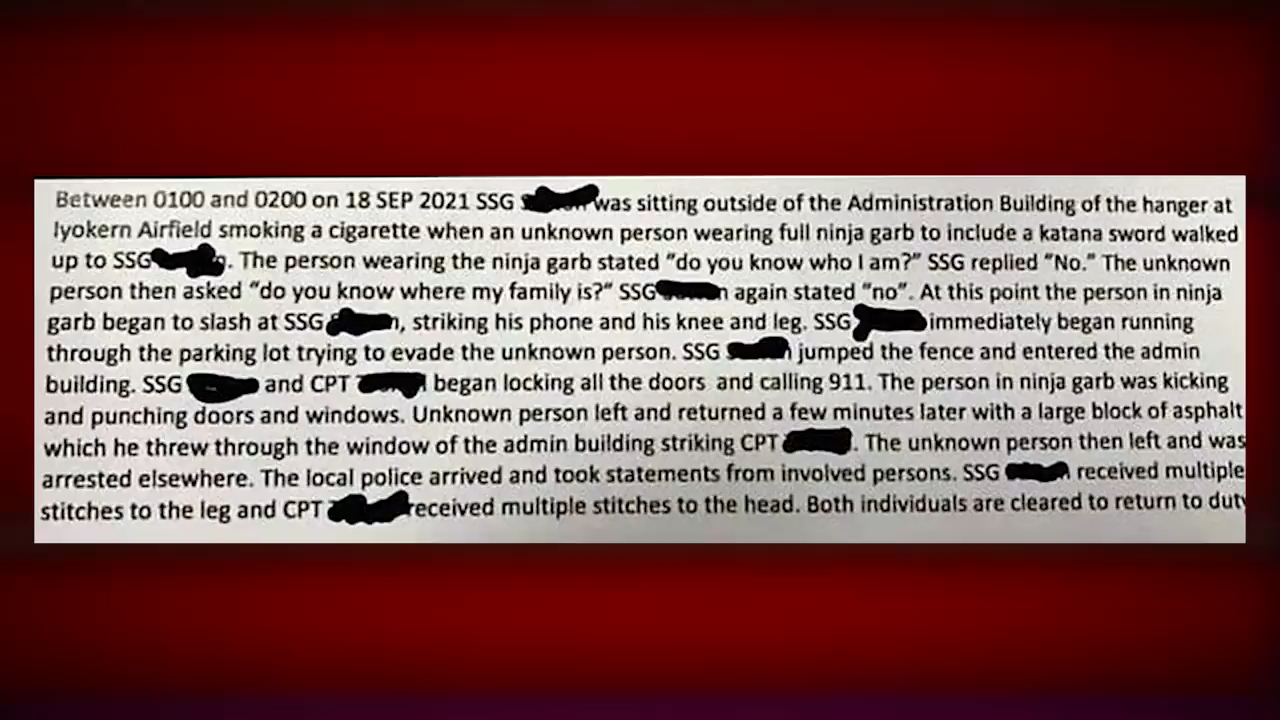 Between 0100 and 0200 on 18 SEP 2021 SSG was sitting outside of the Administration Building of the hanger at
Iyokern Airfield smoking a cigarette when an unknown person wearing full ninja garb to include a katana sword walked
up to SSG . The person wearing the ninja garb stated “do you know who I am?” SSG replied “No.” The unknown
person then asked “do you know where my family is?” SSG again stated “no”. At this point the person in ninja
garb began to slash at SSG , striking his phone and his knee and leg. SSG immediately began running
through the parking lot trying to evade the unknown person. SSG jumped the fence and entered the admin
building. SSG and CPT began locking all the doors and calling 911. The person in ninja garb was kicking
and punching doors and windows. Unknown person left and returned a few minutes later with a large block of asphalt
which he threw through the window of the admin building striking CPT . The unknown person then left and was
arrested elsewhere. The local police arrived and took statements from involved persons. SSG received multiple
stitches to the leg and CPT received multiple stitches to the head. Both individuals are cleared to return to duty